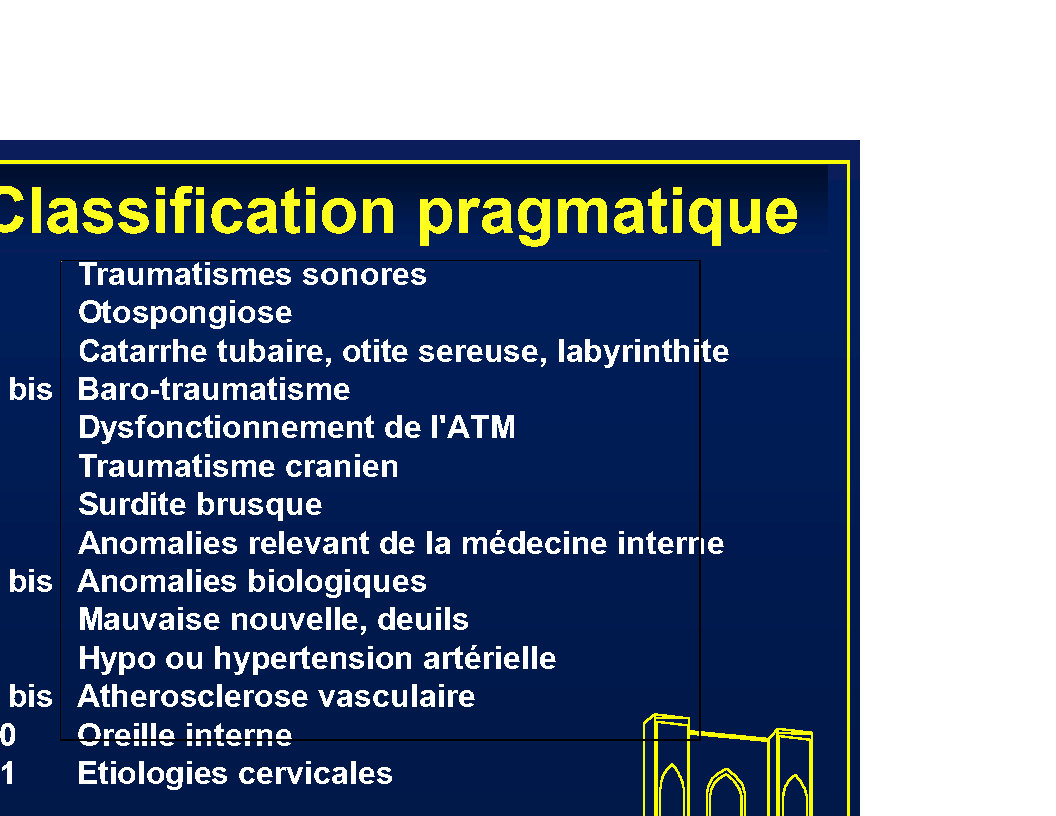 Classification pragmatique
Traumatismes sonores
Otospongiose
Catarrhe tubaire, otite sereuse, labyrinthite
bis Baro-traumatisme
Dysfonctionnement de l'ATM
Traumatisme cranien
Surdite brusque
Anomalies relevant de la médecine interne
bis Anomalies biologiques
Mauvaise nouvelle, deuils
Hypo ou hypertension artérielle
bis Atherosclerose vasculaire
0 Oreille interne
1 Etiologies cervicales